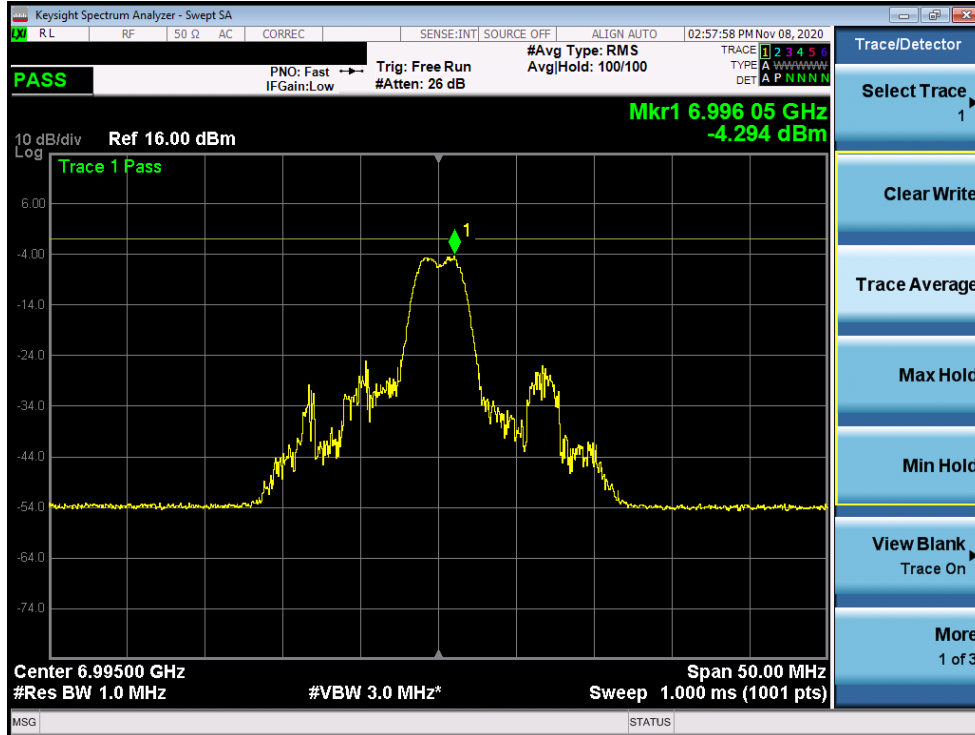 Keysight Spectrum Analyzer - Swept SA
LXI RL RF 50 Ω AC CORREC SENSE:INT SOURCE OFF ALIGN AUTO 02:57:58 PM Nov 08, 2020
PASS
PNO: Fast
IFGain:Low
Trig: Free Run
#Atten: 26 dB
#Avg Type: RMS
Avg|Hold: 100/100
TRACE 1 2 3 4 5 6
TYPE A WWWWW
DET A P N N N N
Mkr1 6.996 05 GHz
-4.294 dBm
10 dB/div Ref 16.00 dBm
Log
Trace 1 Pass
1
6.00
-4.00
-14.0
-24.0
-34.0
-44.0
-54.0
-64.0
-74.0
Center 6.99500 GHz Span 50.00 MHz
#Res BW 1.0 MHz #VBW 3.0 MHz* Sweep 1.000 ms (1001 pts)
MSG STATUS
Trace/Detector
Select Trace
1
Clear Write
Trace Average
Max Hold
Min Hold
View Blank
Trace On
More
1 of 3